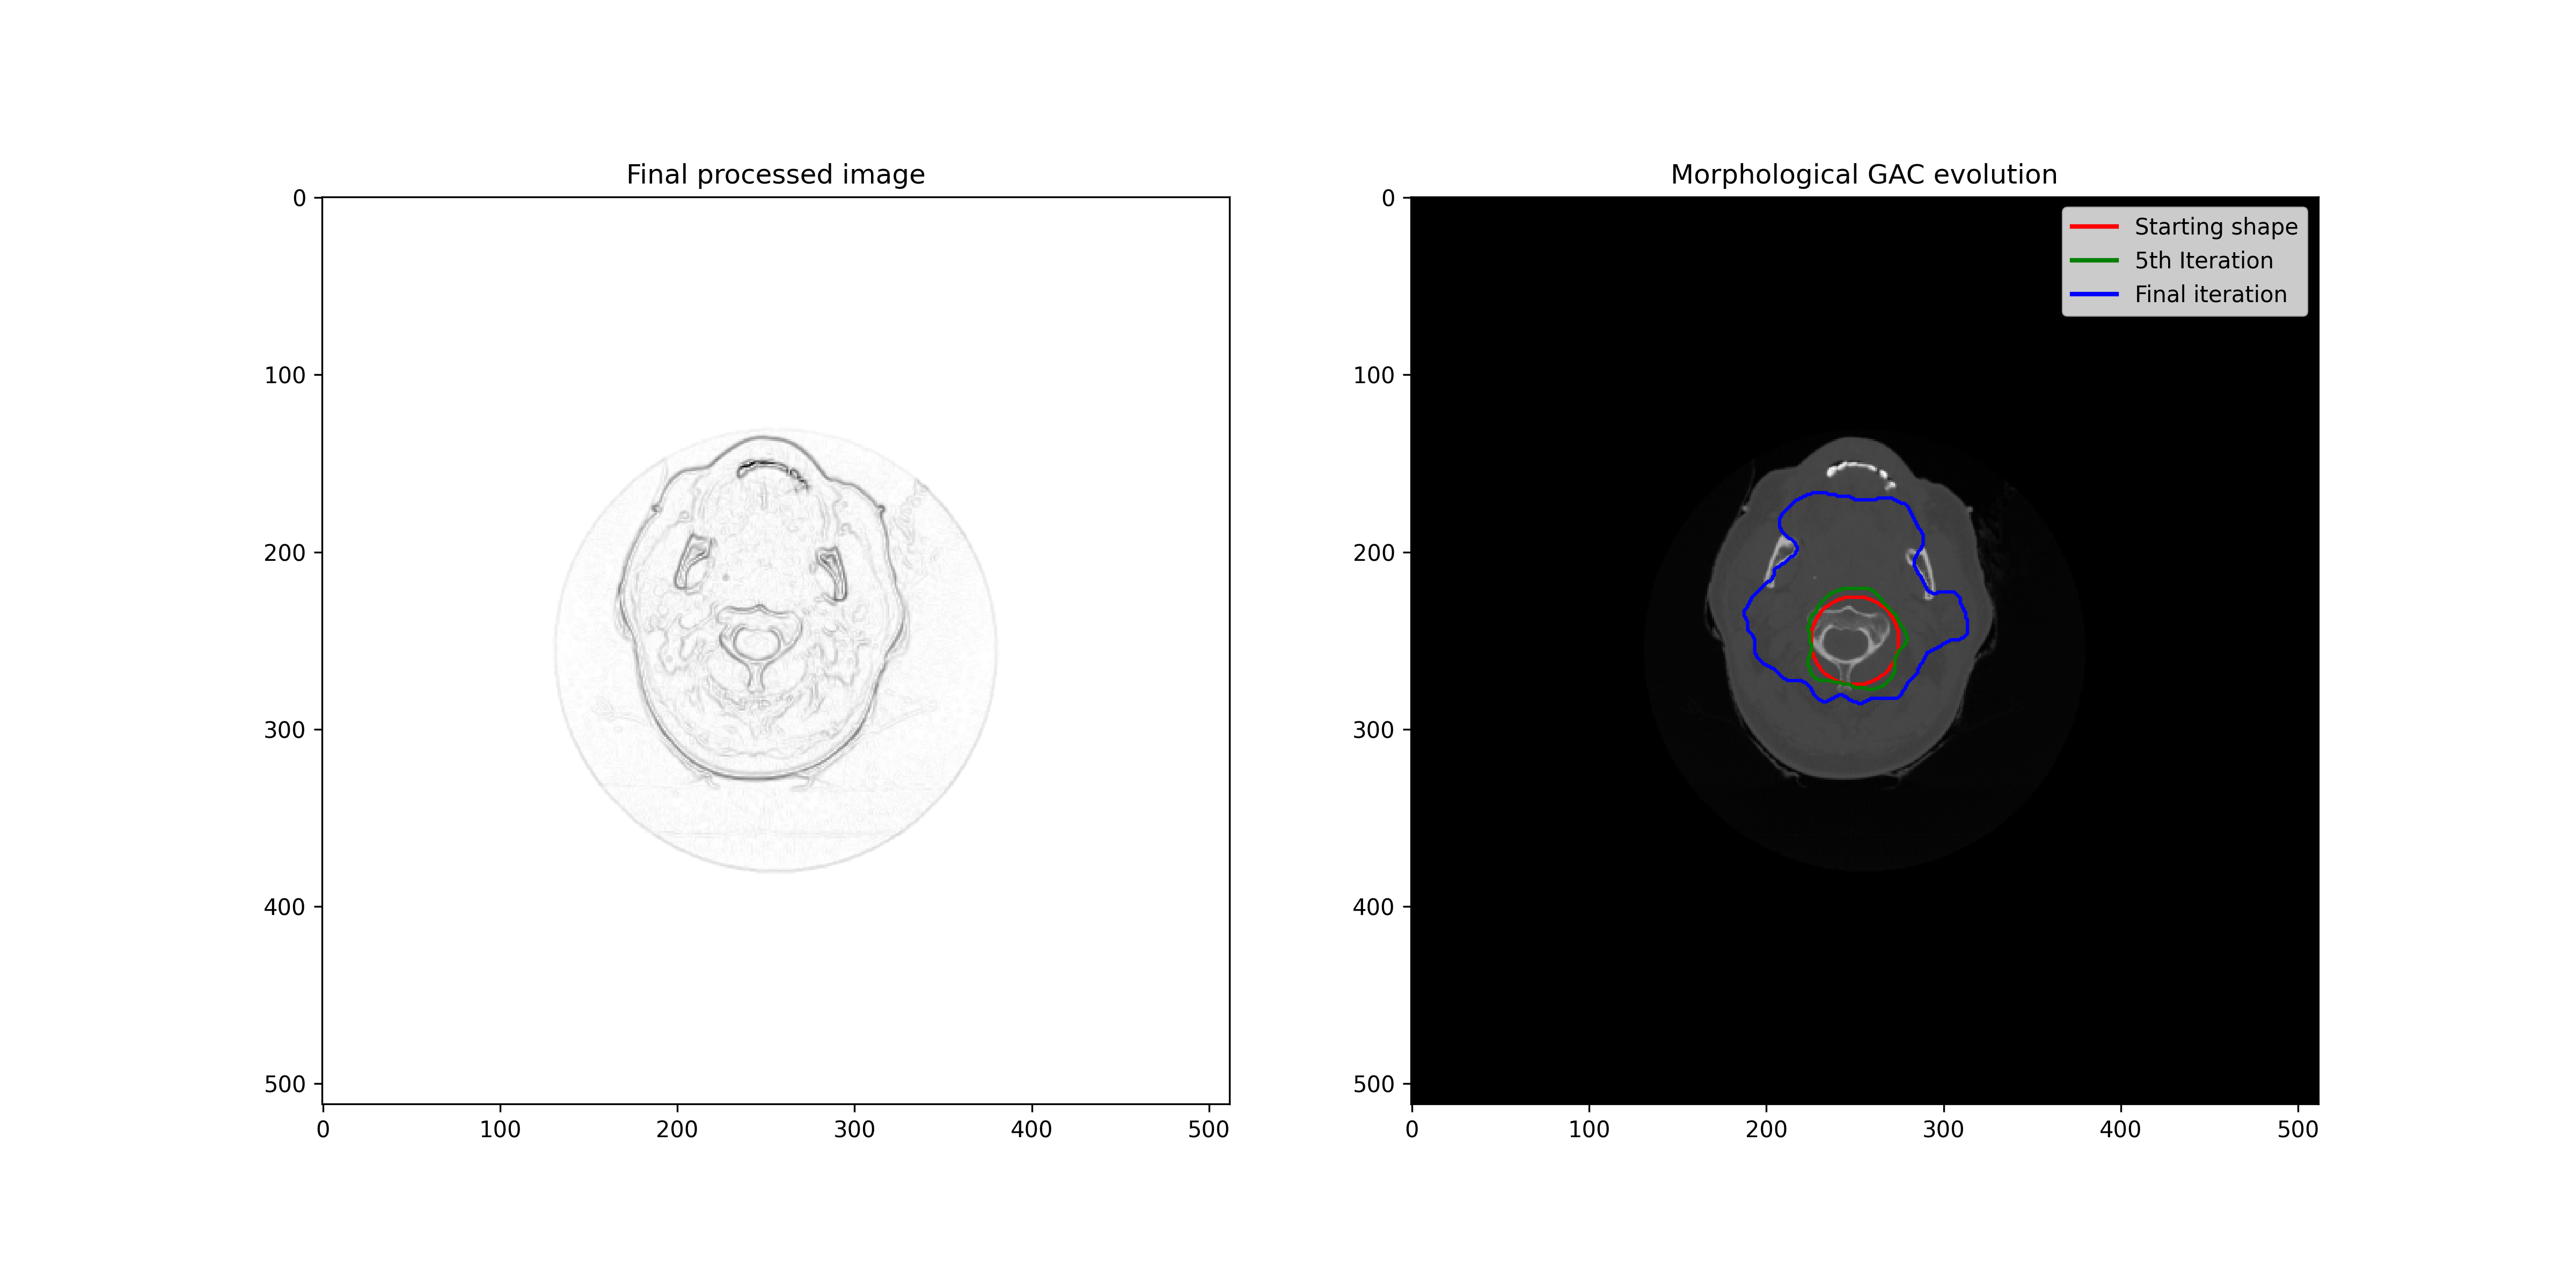 Final processed image
0
100
200
300
400
500
0 100 200 300 400 500
Morphological GAC evolution
Starting shape
5th Iteration
Final iteration
0
100
200
300
400
500
0 100 200 300 400 500